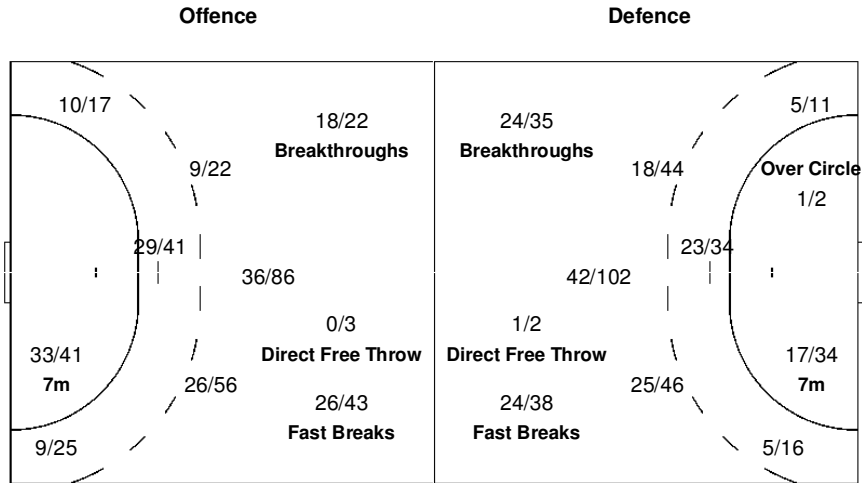 Offence
Defence
10/17
18/22
Breakthroughs
9/22
29/41
36/86
0/3
Direct Free Throw
33/41
7m
26/56
26/43
Fast Breaks
9/25
24/35
Breakthroughs
5/11
18/44
Over Circle
1/2
23/34
42/102
1/2
Direct Free Throw
17/34
7m
25/46
24/38
Fast Breaks
5/16